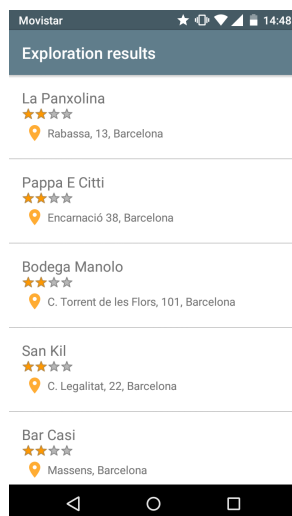 Movistar 14:48
Exploration results
La Panxolina
Rabassa, 13, Barcelona
Pappa E Citti
Encarnació 38, Barcelona
Bodega Manolo
C. Torrent de les Flors, 101, Barcelona
San Kil
C. Legalitat, 22, Barcelona
Bar Casi
Massens, Barcelona